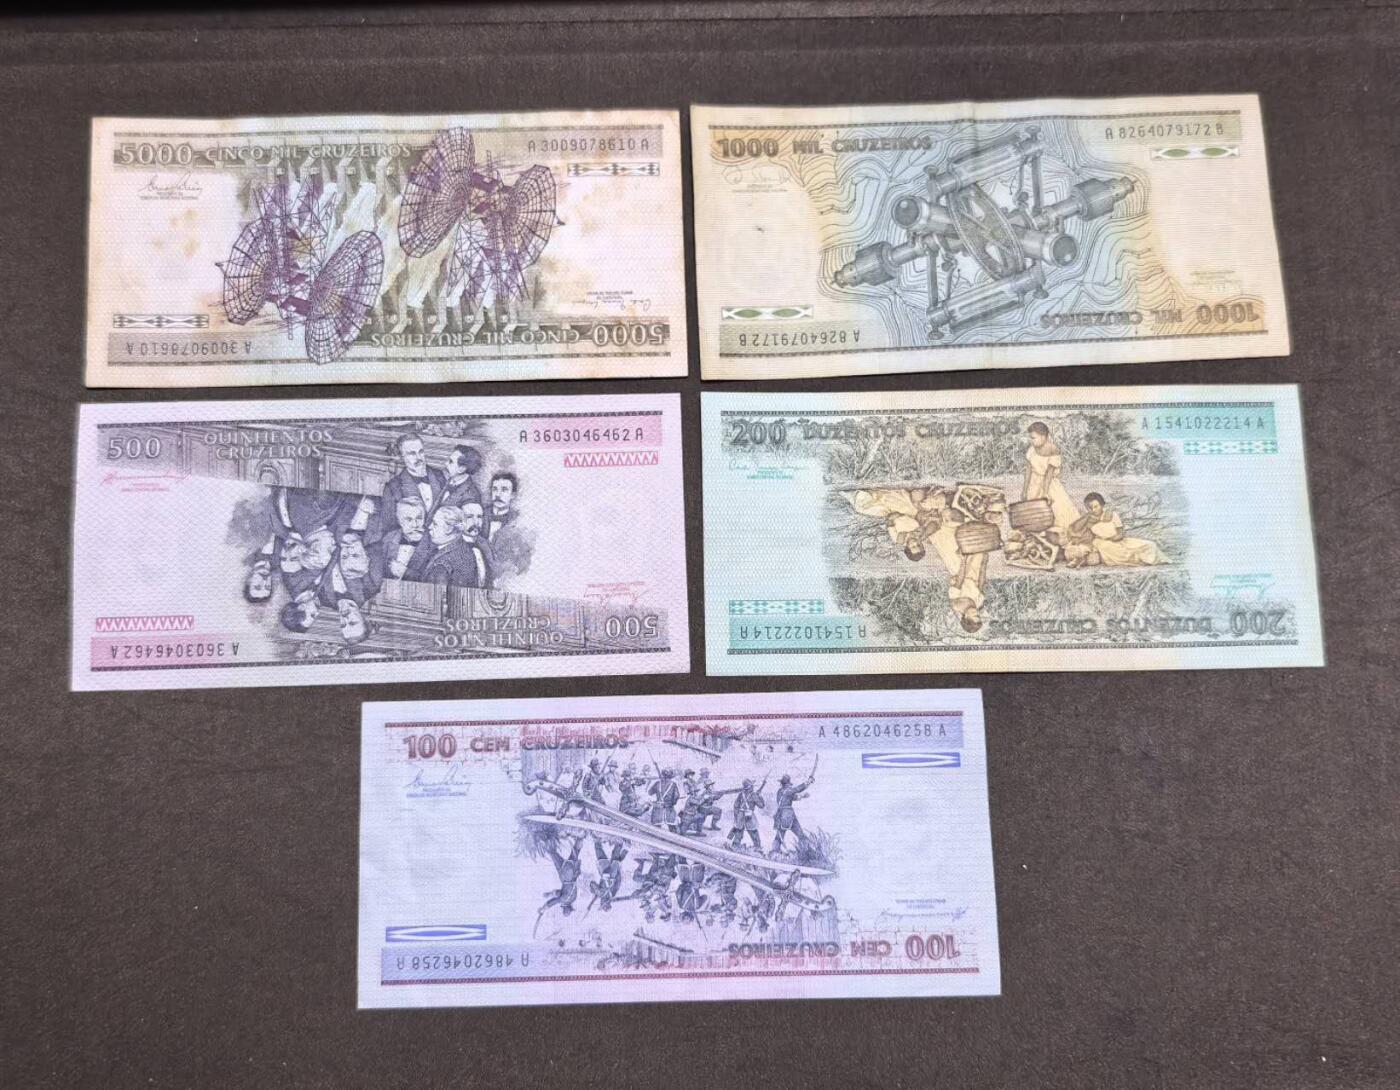 5000 CINCO MIL CRUZEIROS
A 3009078610 A
A 3009078610 A
5000 CINCO MIL CRUZEIROS
1000 MIL CRUZEIROS
A 8264079172 B
A 8264079172 B
1000 MIL CRUZEIROS
500 QUINHENTOS
CRUZEIROS
A 3603046462 A
A 3603046462 A
500 QUINHENTOS
CRUZEIROS
200 DUZENTOS CRUZEIROS
A 1541022214 A
A 1541022214 A
200 DUZENTOS CRUZEIROS
100 CEM CRUZEIROS
A 4862046258 A
A 4862046258 A
100 CEM CRUZEIROS